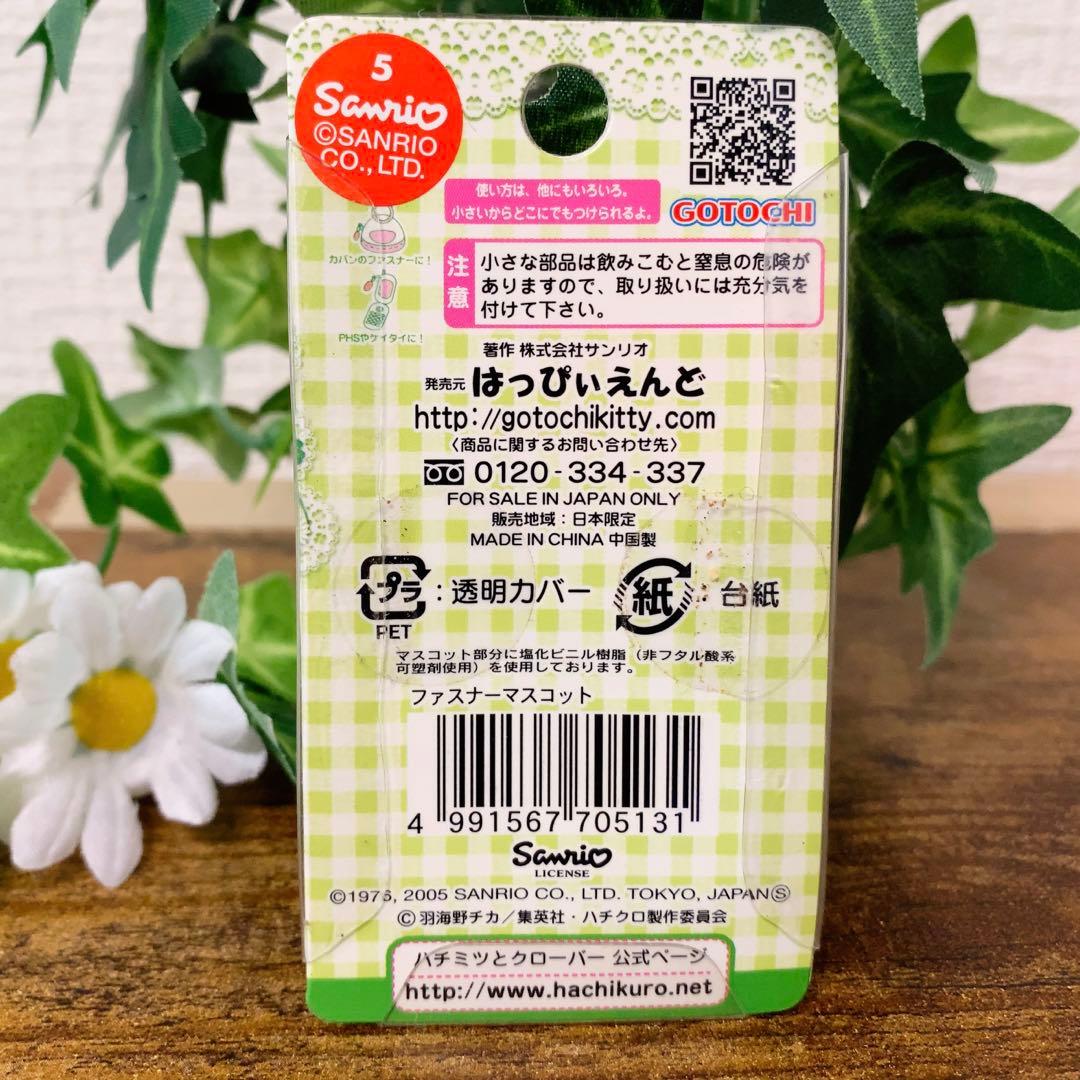 5
Sanrio
©SANRIO
CO., LTD.
使い方は、他にもいろいろ。
小さいからどこにでもつけられるよ。
GOTOCHI
カバンのファスナーに!
PHSやケイタイに!
注意
小さな部品は飲みこむと窒息の危険が
ありますので、取り扱いには充分気を
付けて下さい。
著作 株式会社サンリオ
発売元 はっぴぃえんど
http://gotochikitty.com
〈商品に関するお問い合わせ先〉
0120-334-337
FOR SALE IN JAPAN ONLY
販売地域:日本限定
MADE IN CHINA 中国製
プラ:透明カバー
PET
紙:台紙
マスコット部分に塩化ビニル樹脂(非フタル酸系
可塑剤使用)を使用しております。
ファスナーマスコット
4 991567 705131
Sanrio
LICENSE
©1976, 2005 SANRIO CO., LTD. TOKYO, JAPANⓈ
©羽海野チカ/集英社・ハチクロ製作委員会
ハチミツとクローバー 公式ページ
http://www.hachikuro.net